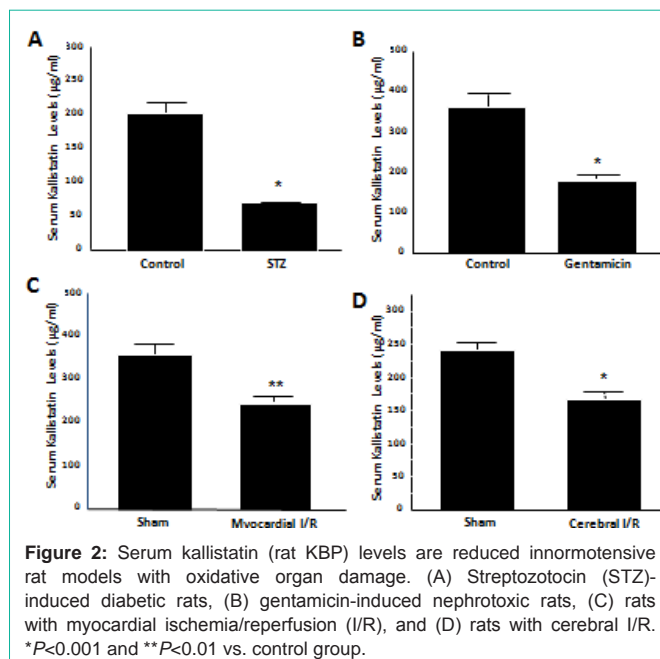 A
Serum Kallistatin Levels (µg/ml)
300
250
200
150
100
50
0
*
Control
STZ
B
Serum Kallistatin Levels (µg/ml)
500
400
300
200
100
0
*
Control
Gentamicin
C
Serum Kallistatin Levels (µg/ml)
500
400
300
200
100
0
**
Sham
Myocardial I/R
D
Serum Kallistatin Levels (µg/ml)
300
250
200
150
100
50
0
*
Sham
Cerebral I/R
Figure 2: Serum kallistatin (rat KBP) levels are reduced innormotensive
rat models with oxidative organ damage. (A) Streptozotocin (STZ)-
induced diabetic rats, (B) gentamicin-induced nephrotoxic rats, (C) rats
with myocardial ischemia/reperfusion (I/R), and (D) rats with cerebral I/R.
*P<0.001 and **P<0.01 vs. control group.